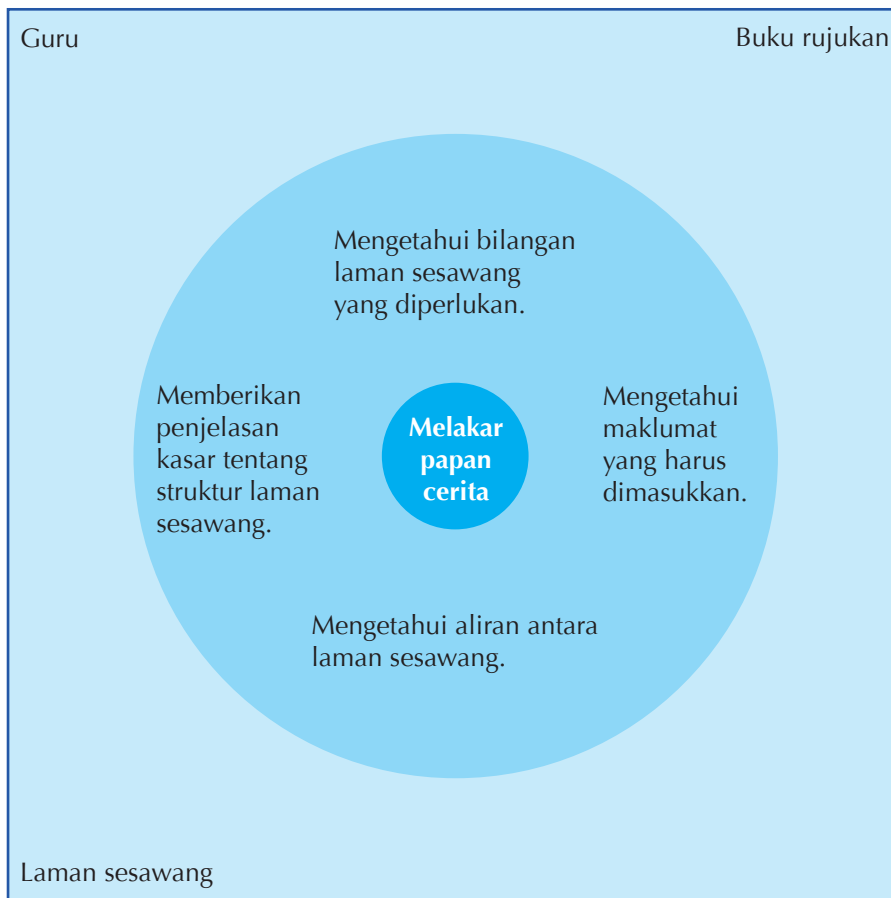 Guru
Buku rujukan
Mengetahui bilangan
laman sesawang
yang diperlukan.
Memberikan
penjelasan
kasar tentang
struktur laman
sesawang.
Melakar
papan
cerita
Mengetahui
maklumat
yang harus
dimasukkan.
Mengetahui aliran antara
laman sesawang.
Laman sesawang